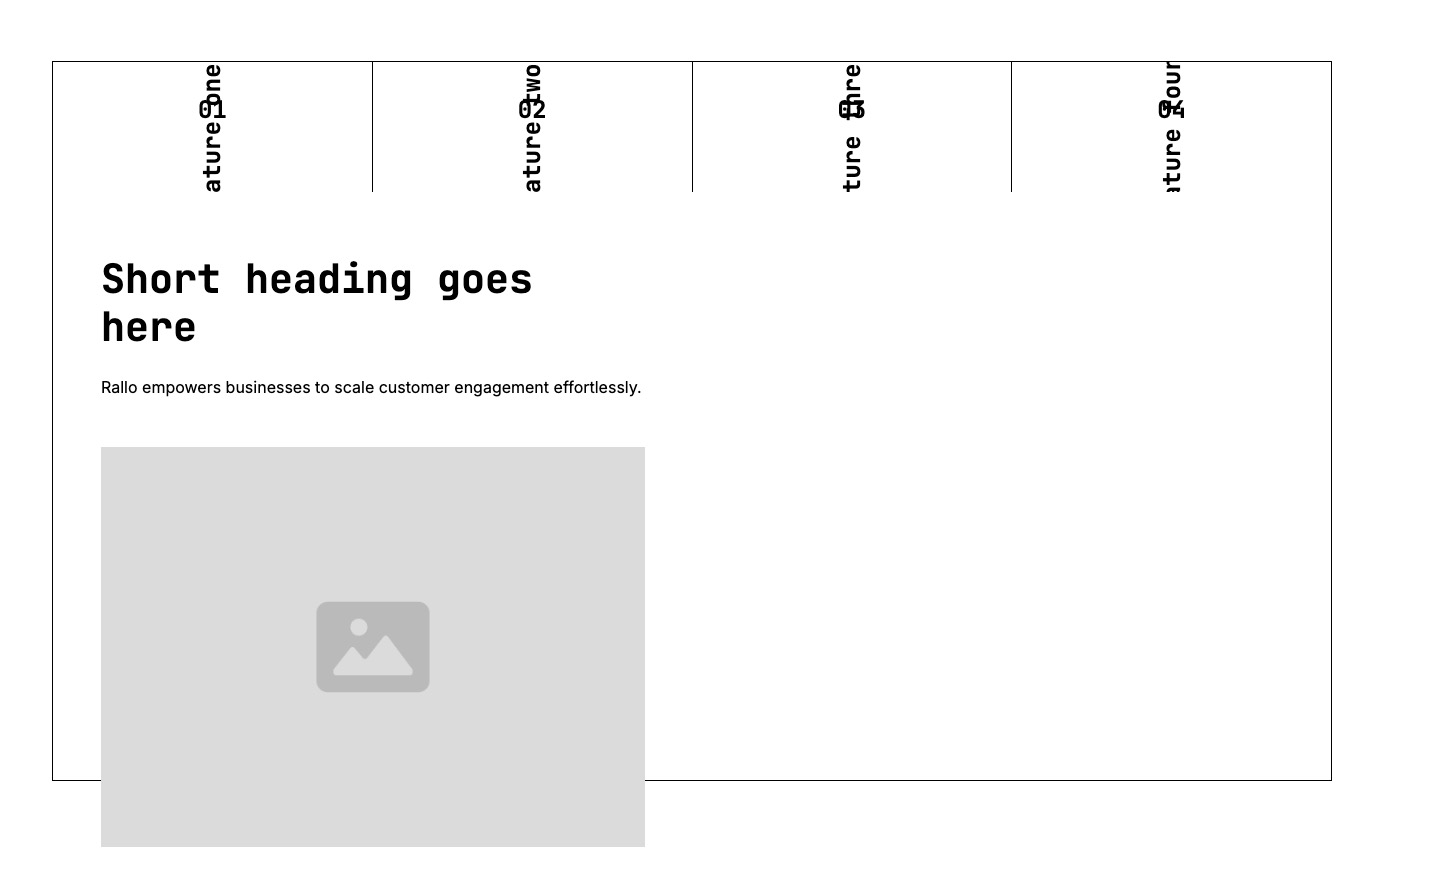 ature one
01
ature two
02
ture thre
03
ature four
04
Short heading goes
here
Rallo empowers businesses to scale customer engagement effortlessly.